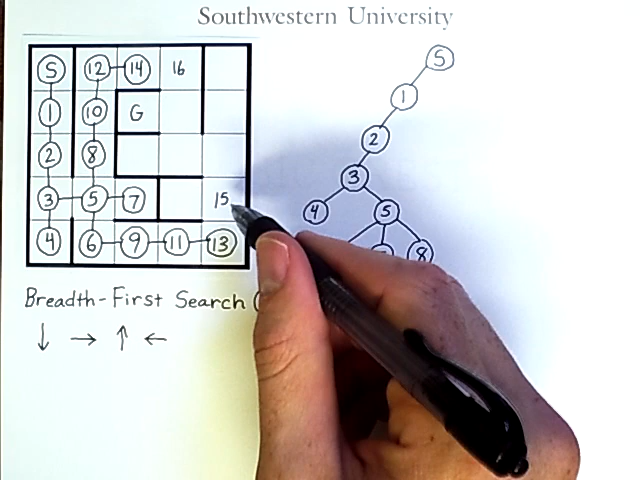 Southwestern University
S 12 14 16
1 10 G
2 8
3 5 7 15
4 6 9 11 13
S
1
2
3
4 5
8
Breadth-First Search (
↓ → ↑ ←